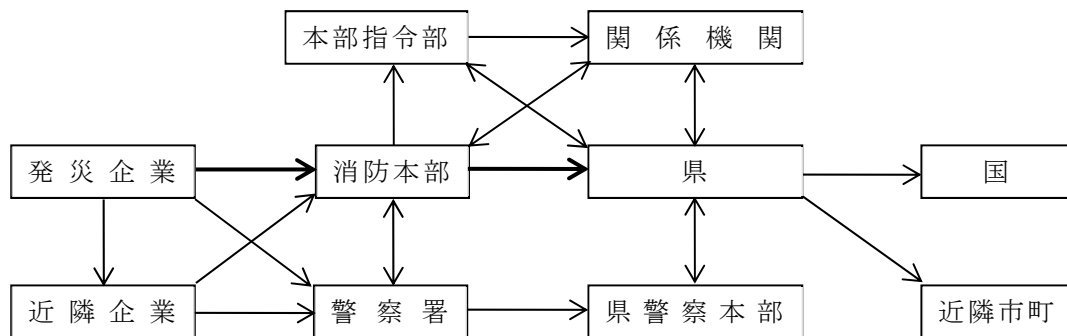 本部指令部
関係機関
発災企業
消防本部
県
国
近隣企業
警察署
県警察本部
近隣市町